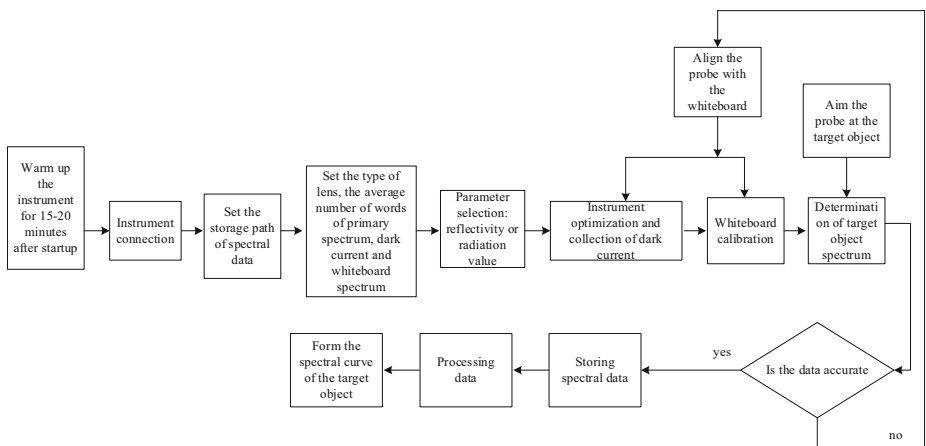 Align the
probe with
the
whiteboard
Aim the
probe at the
target object
Warm up
the
instrument
for 15-20
minutes
after startup
Instrument
connection
Set the
storage path
of spectral
data
Set the type of
lens, the average
number of words
of primary
spectrum, dark
current and
whiteboard
spectrum
Parameter
selection:
reflectivity or
radiation
value
Instrument
optimization and
collection of dark
current
Whiteboard
calibration
Determinati
on of target
object
spectrum
Is the data accurate
yes
no
Storing
spectral data
Processing
data
Form the
spectral curve
of the target
object